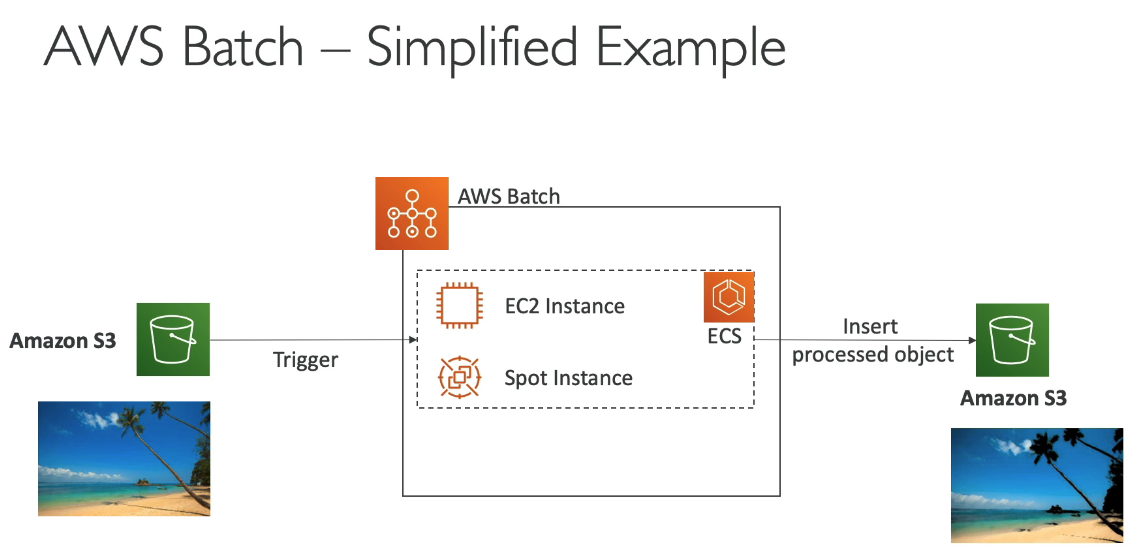 AWS Batch – Simplified Example
AWS Batch
EC2 Instance
ECS
Spot Instance
Amazon S3
Trigger
Insert
processed object
Amazon S3